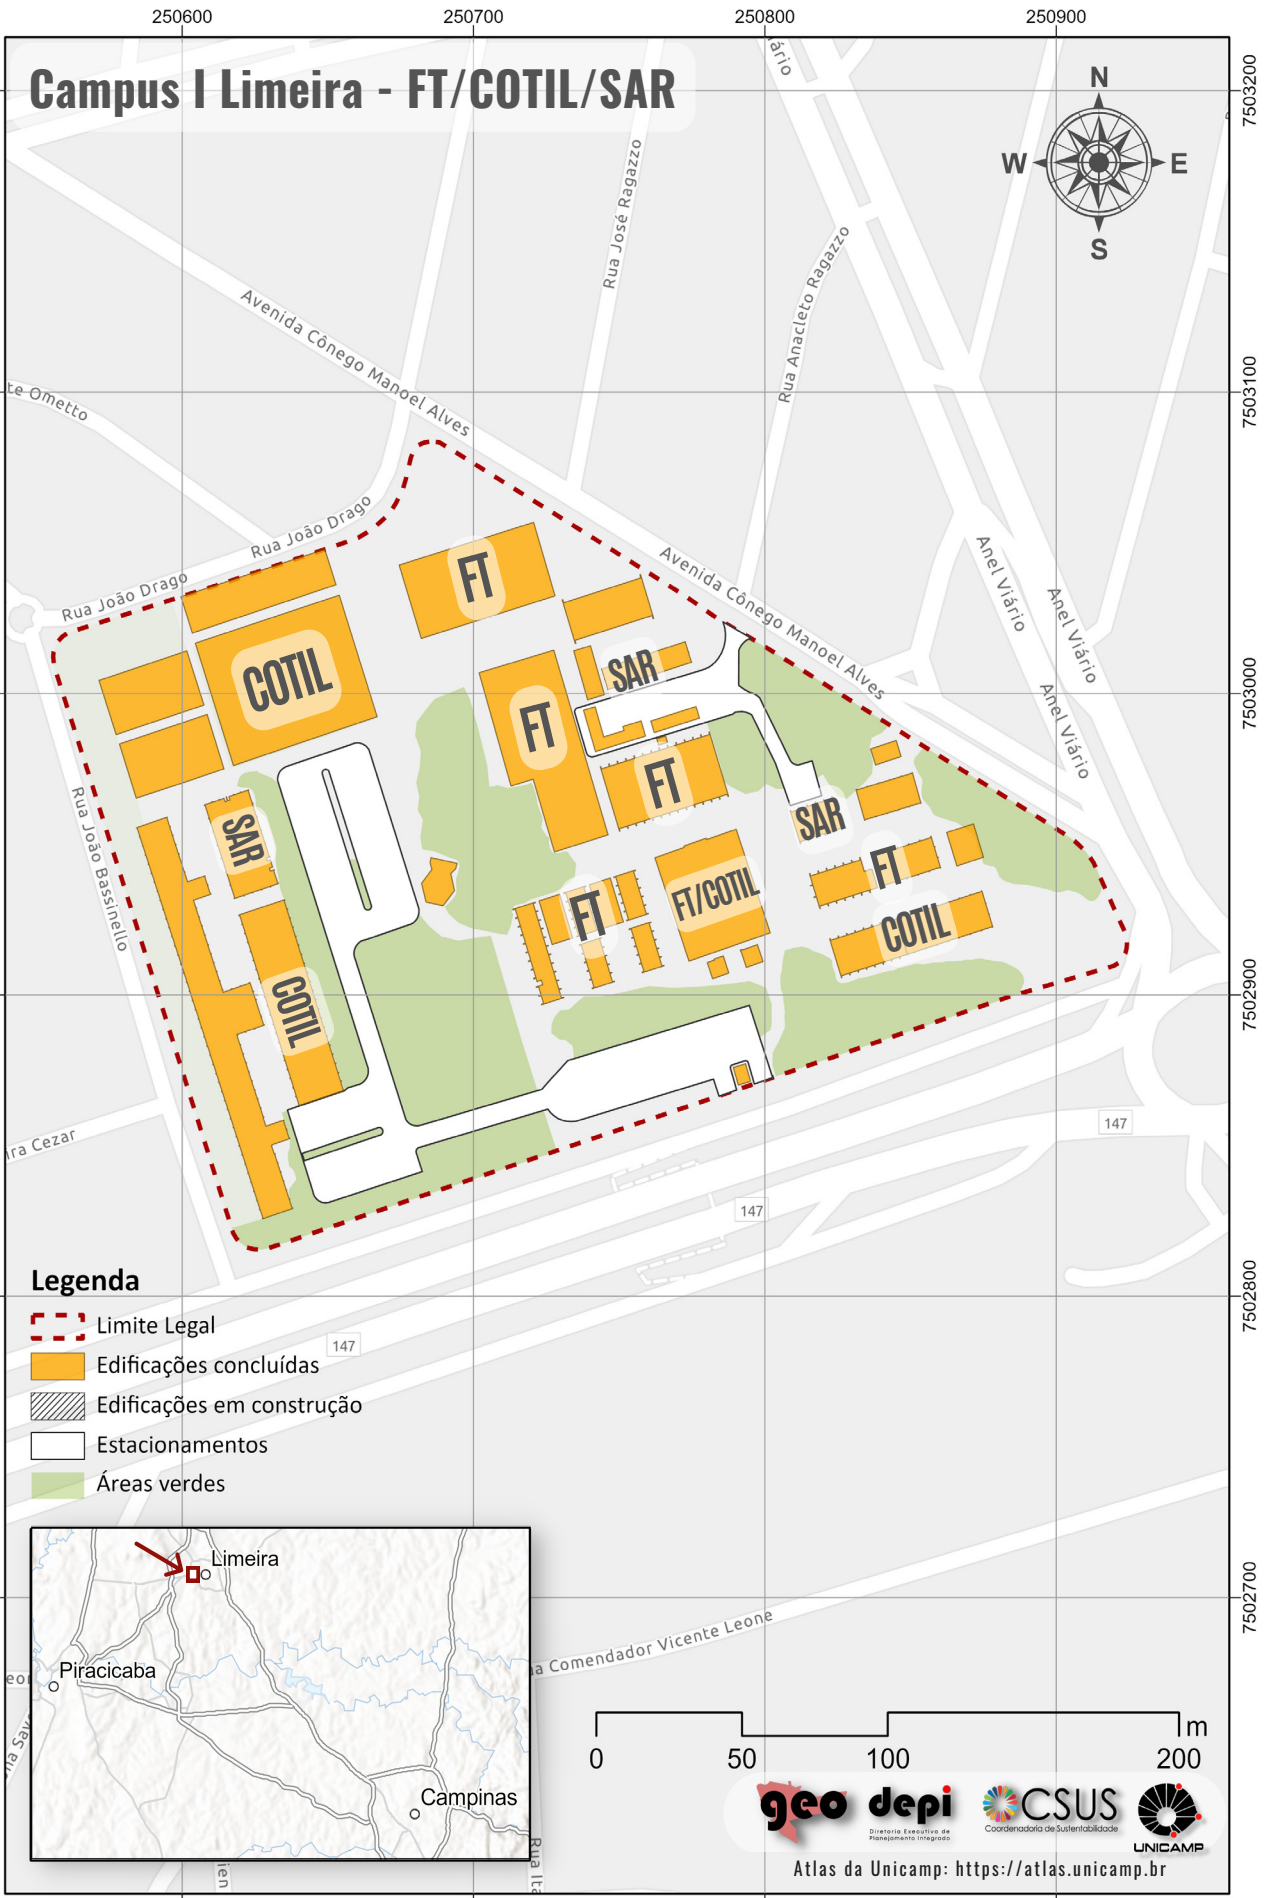 250600
250700
250800
250900
Campus I Limeira - FT/COTIL/SAR
7503200
7503100
7503000
7502900
7502800
7502700
N
W
E
S
Rua José Ragazzo
Rua Anacleto Ragazzo
Avenida Cônego Manoel Alves
Ometto
Rua João Drago
Rua João Drago
Avenida Cônego Manoel Alves
Anel Viário
Anel Viário
Anel Viário
Rua João Bassinello
Cezar
FT
COTIL
SAR
FT
FT
SAR
SAR
FT
FT/COTIL
FT
COTIL
COTIL
147
147
147
Legenda
Limite Legal
Edificações concluídas
Edificações em construção
Estacionamentos
Áreas verdes
Limeira
Piracicaba
Campinas
Comendador Vicente Leone
0
50
100
200
m
geo
depi
Diretoria Executiva de
Planejamento Integrado
CSUS
Coordenadoria de Sustentabilidade
UNICAMP
Atlas da Unicamp: https://atlas.unicamp.br